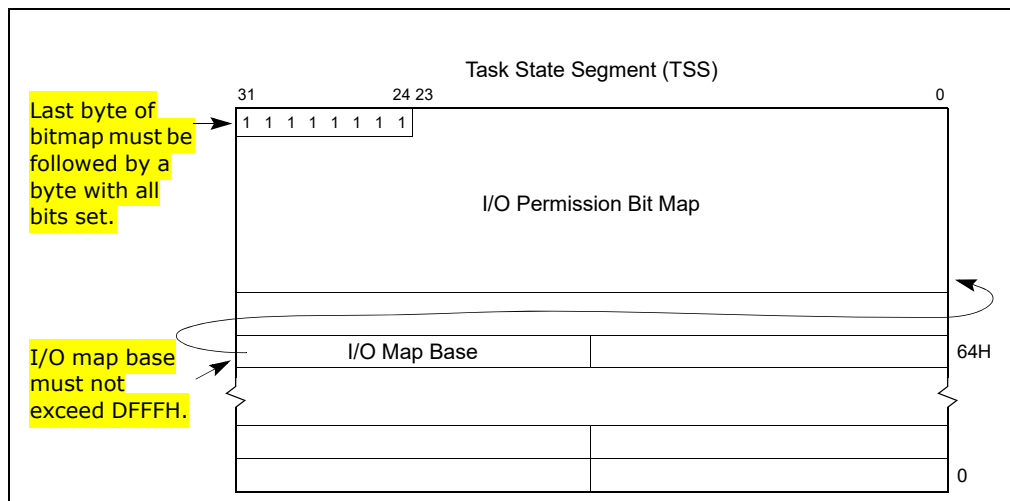 Task State Segment (TSS)
31 24 23 0
Last byte of
bitmap must be
followed by a
byte with all
bits set.
1 1 1 1 1 1 1 1
I/O Permission Bit Map
I/O map base
must not
exceed DFFFH.
I/O Map Base
64H
0